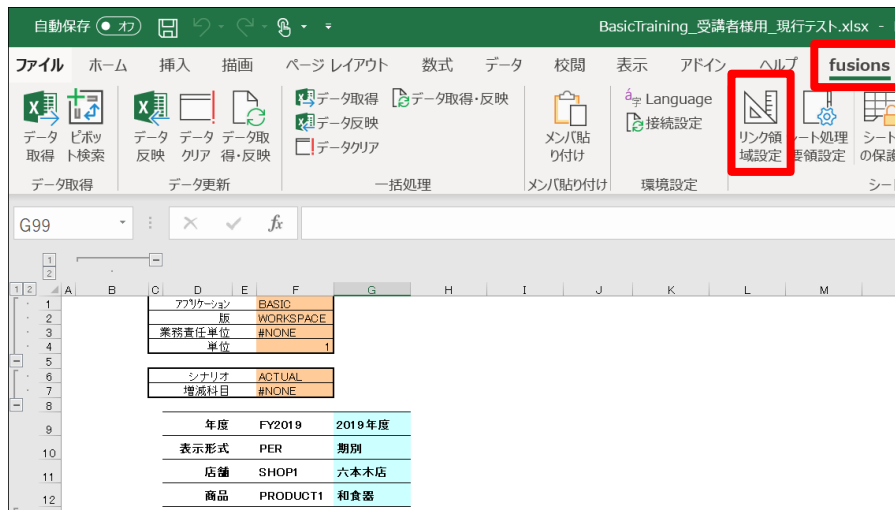 自動保存 オフ BasicTraining_受講者様用_現行テスト.xlsx -
ファイル ホーム 挿入 描画 ページ レイアウト 数式 データ 校閲 表示 アドイン ヘルプ fusions
データ取得 データ取得・反映
データ反映
データクリア
データ
取得
ピボッ
ト検索
データ
反映
データ
クリア
データ取
得・反映
メンバ貼
り付け
Language
接続設定
リンク領
域設定
ート処理
要領設定
シート
の保護
データ取得 データ更新 一括処理 メンバ貼り付け 環境設定 シー
G99 fx
1
2
1 2 A B C D E F G H I J K L M
1 アプリケーション BASIC
2 版 WORKSPACE
3 業務責任単位 #NONE
4 単位 1
5
6 シナリオ ACTUAL
7 増減科目 #NONE
8
9 年度 FY2019 2019年度
10 表示形式 PER 期別
11 店舗 SHOP1 六本木店
12 商品 PRODUCT1 和食器